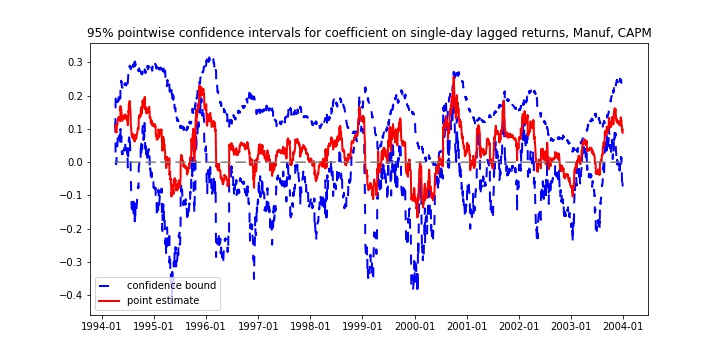 95% pointwise confidence intervals for coefficient on single-day lagged returns, Manuf, CAPM
0.3
0.2
0.1
0.0
−0.1
−0.2
−0.3
−0.4
confidence bound
point estimate
1994-01 1995-01 1996-01 1997-01 1998-01 1999-01 2000-01 2001-01 2002-01 2003-01 2004-01